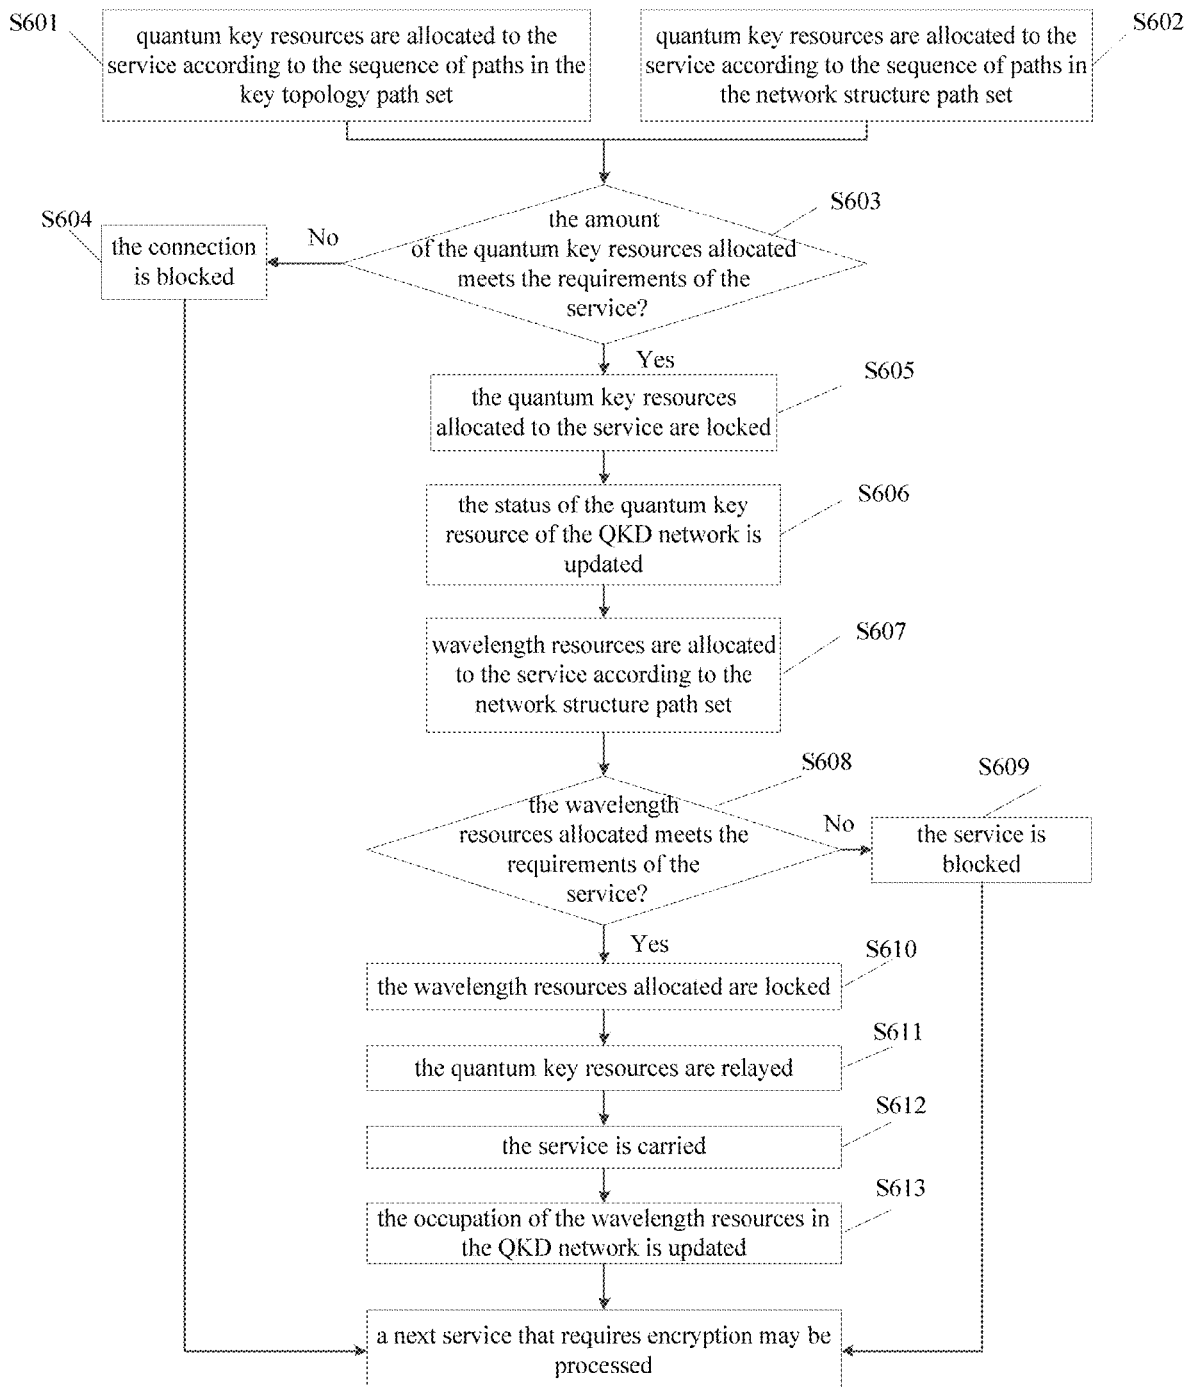 S601
quantum key resources are allocated to the
service according to the sequence of paths in the
key topology path set
quantum key resources are allocated to the
service according to the sequence of paths in
the network structure path set
S602
S603
the amount
of the quantum key resources allocated
meets the requirements of the
service?
No
S604
the connection
is blocked
Yes
S605
the quantum key resources
allocated to the service are locked
S606
the status of the quantum key
resource of the QKD network is
updated
S607
wavelength resources are allocated
to the service according to the
network structure path set
S608
the wavelength
resources allocated meets the
requirements of the
service?
No
S609
the service is
blocked
Yes
S610
the wavelength resources allocated are locked
S611
the quantum key resources are relayed
S612
the service is carried
S613
the occupation of the wavelength resources in
the QKD network is updated
a next service that requires encryption may be
processed